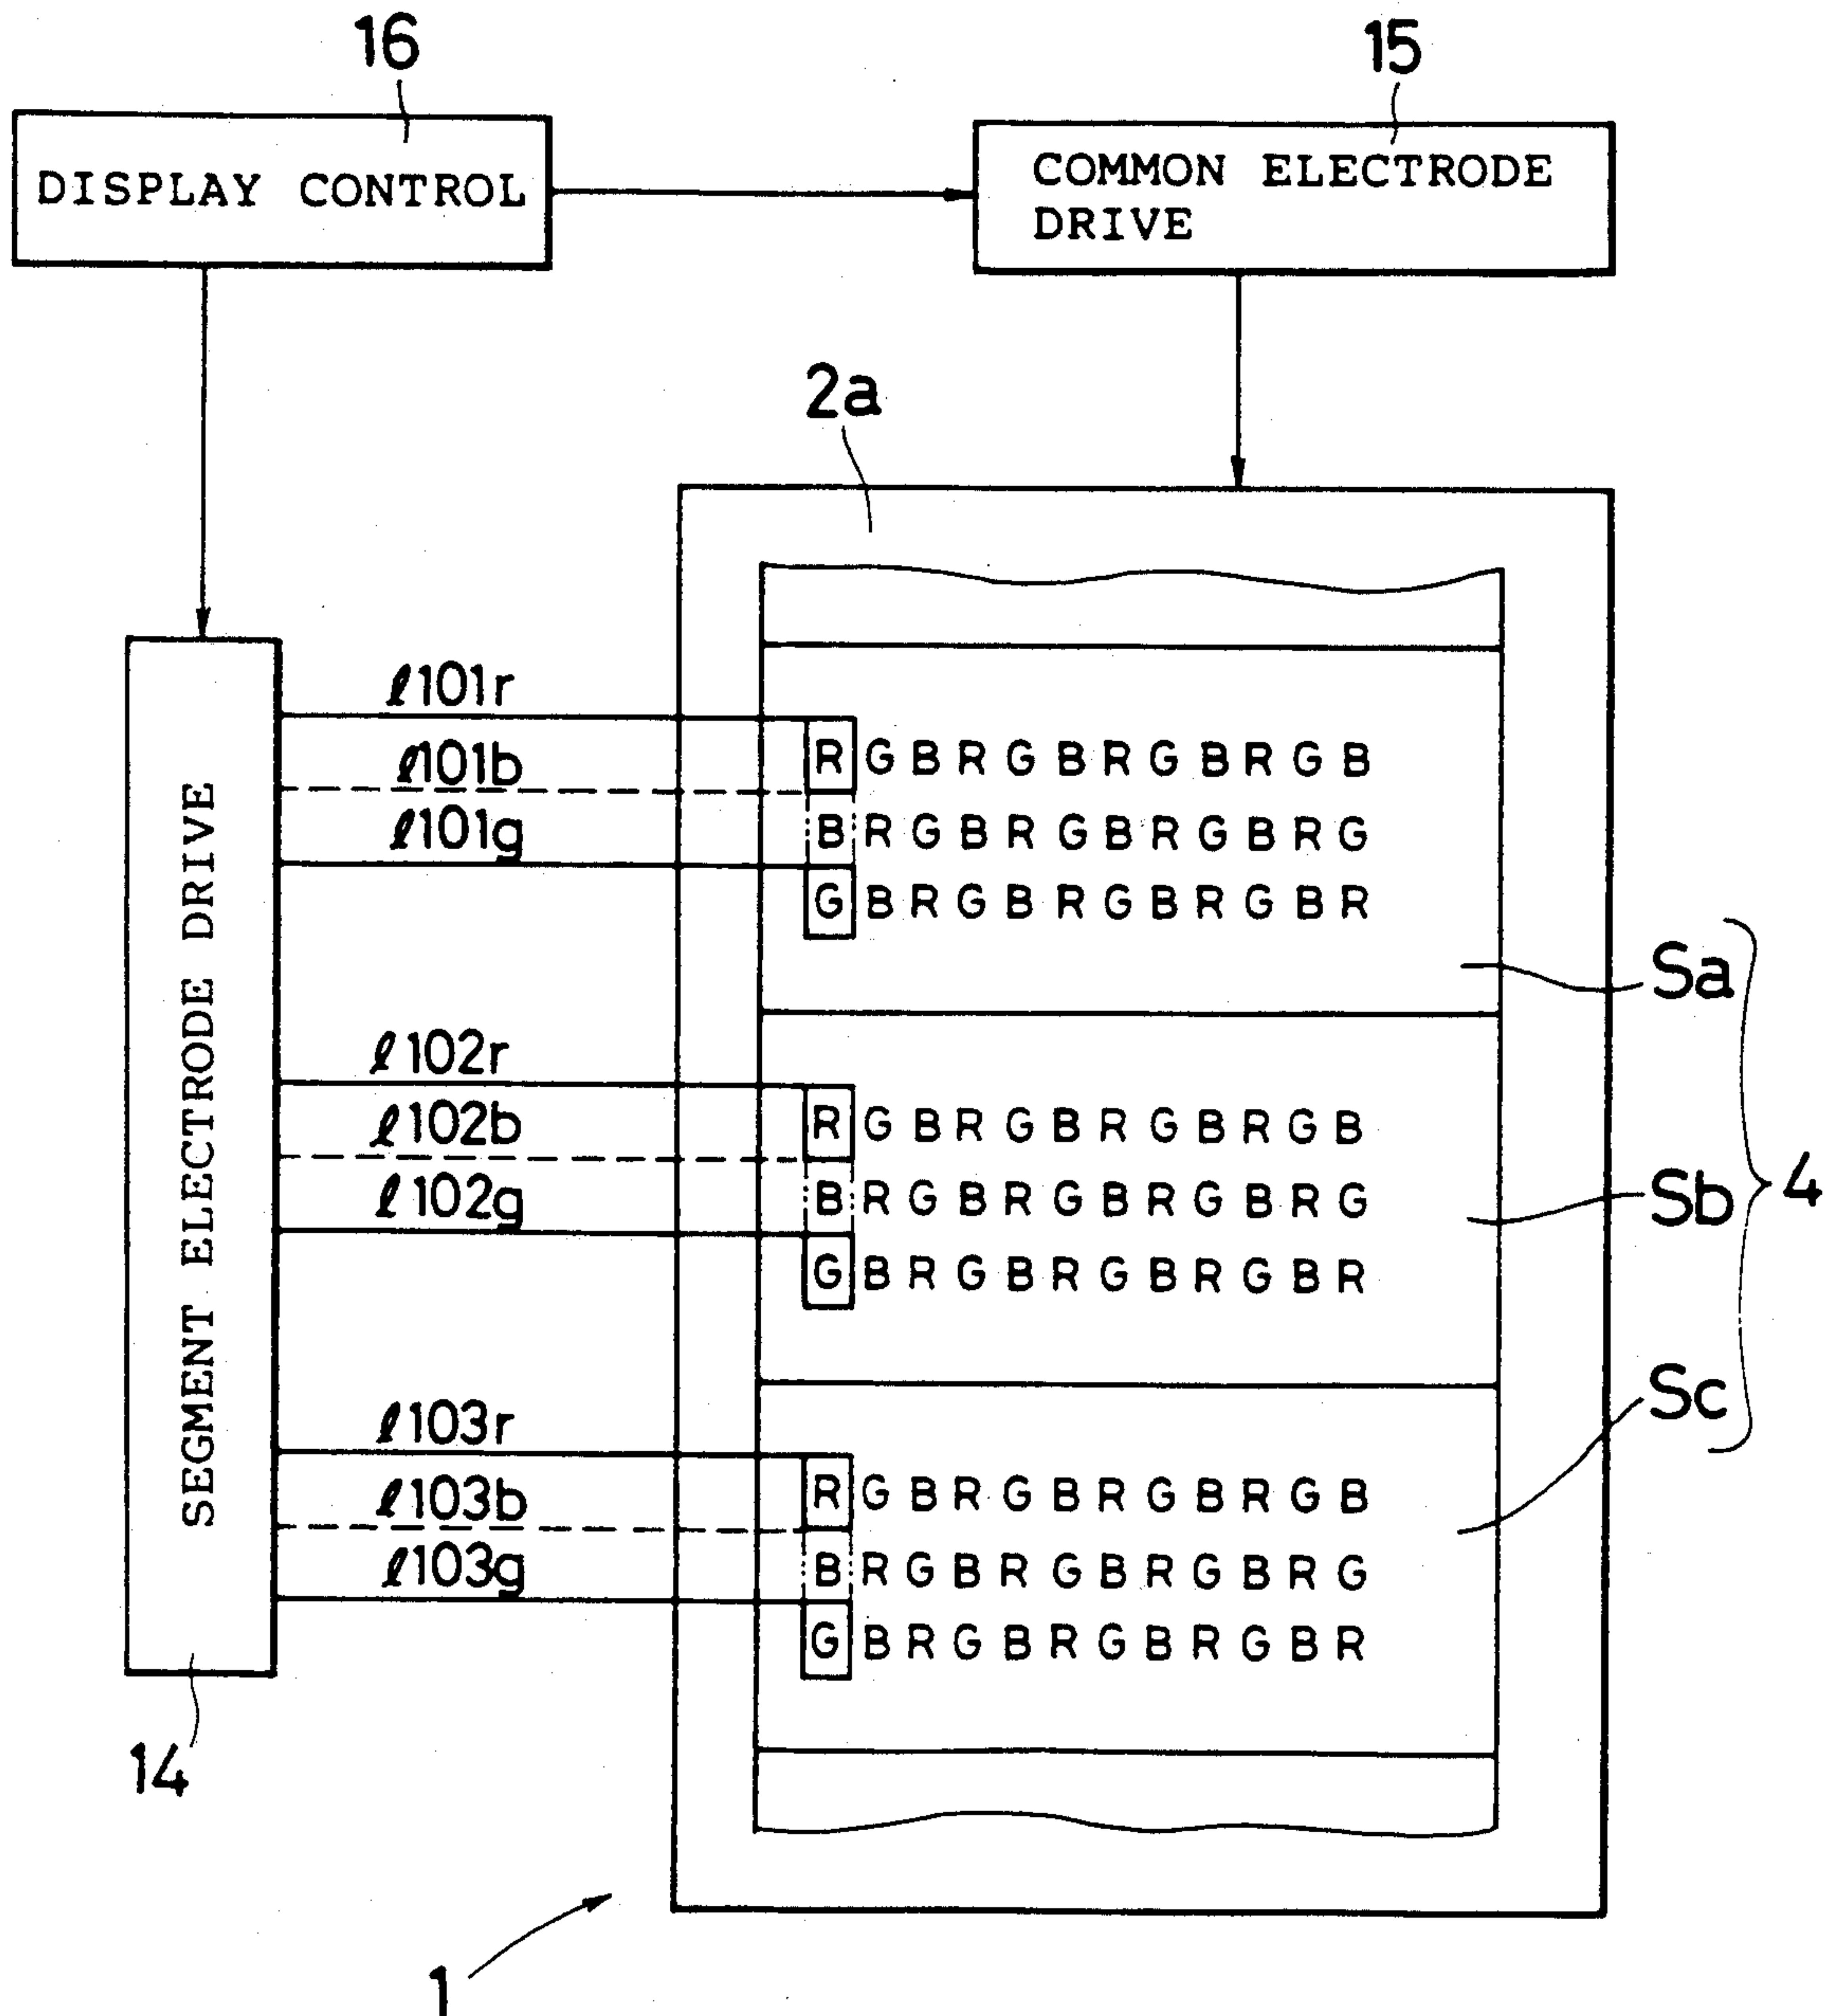 16
15
DISPLAY CONTROL
COMMON ELECTRODE
DRIVE
2a
SEGMENT ELECTRODE DRIVE
ℓ101r
R G B R G B R G B R G B
ℓ101b
B R G B R G B R G B R G
ℓ101g
G B R G B R G B R G B R
Sa
ℓ102r
R G B R G B R G B R G B
ℓ102b
B R G B R G B R G B R G
ℓ102g
Sb
4
G B R G B R G B R G B R
Sc
ℓ103r
R G B R G B R G B R G B
ℓ103b
B R G B R G B R G B R G
ℓ103g
G B R G B R G B R G B R
14
1